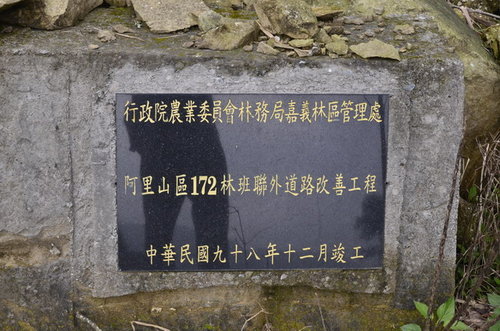 行政院農業委員會林務局嘉義林區管理處
阿里山區172林班聯外道路改善工程
中華民國九十八年十二月竣工